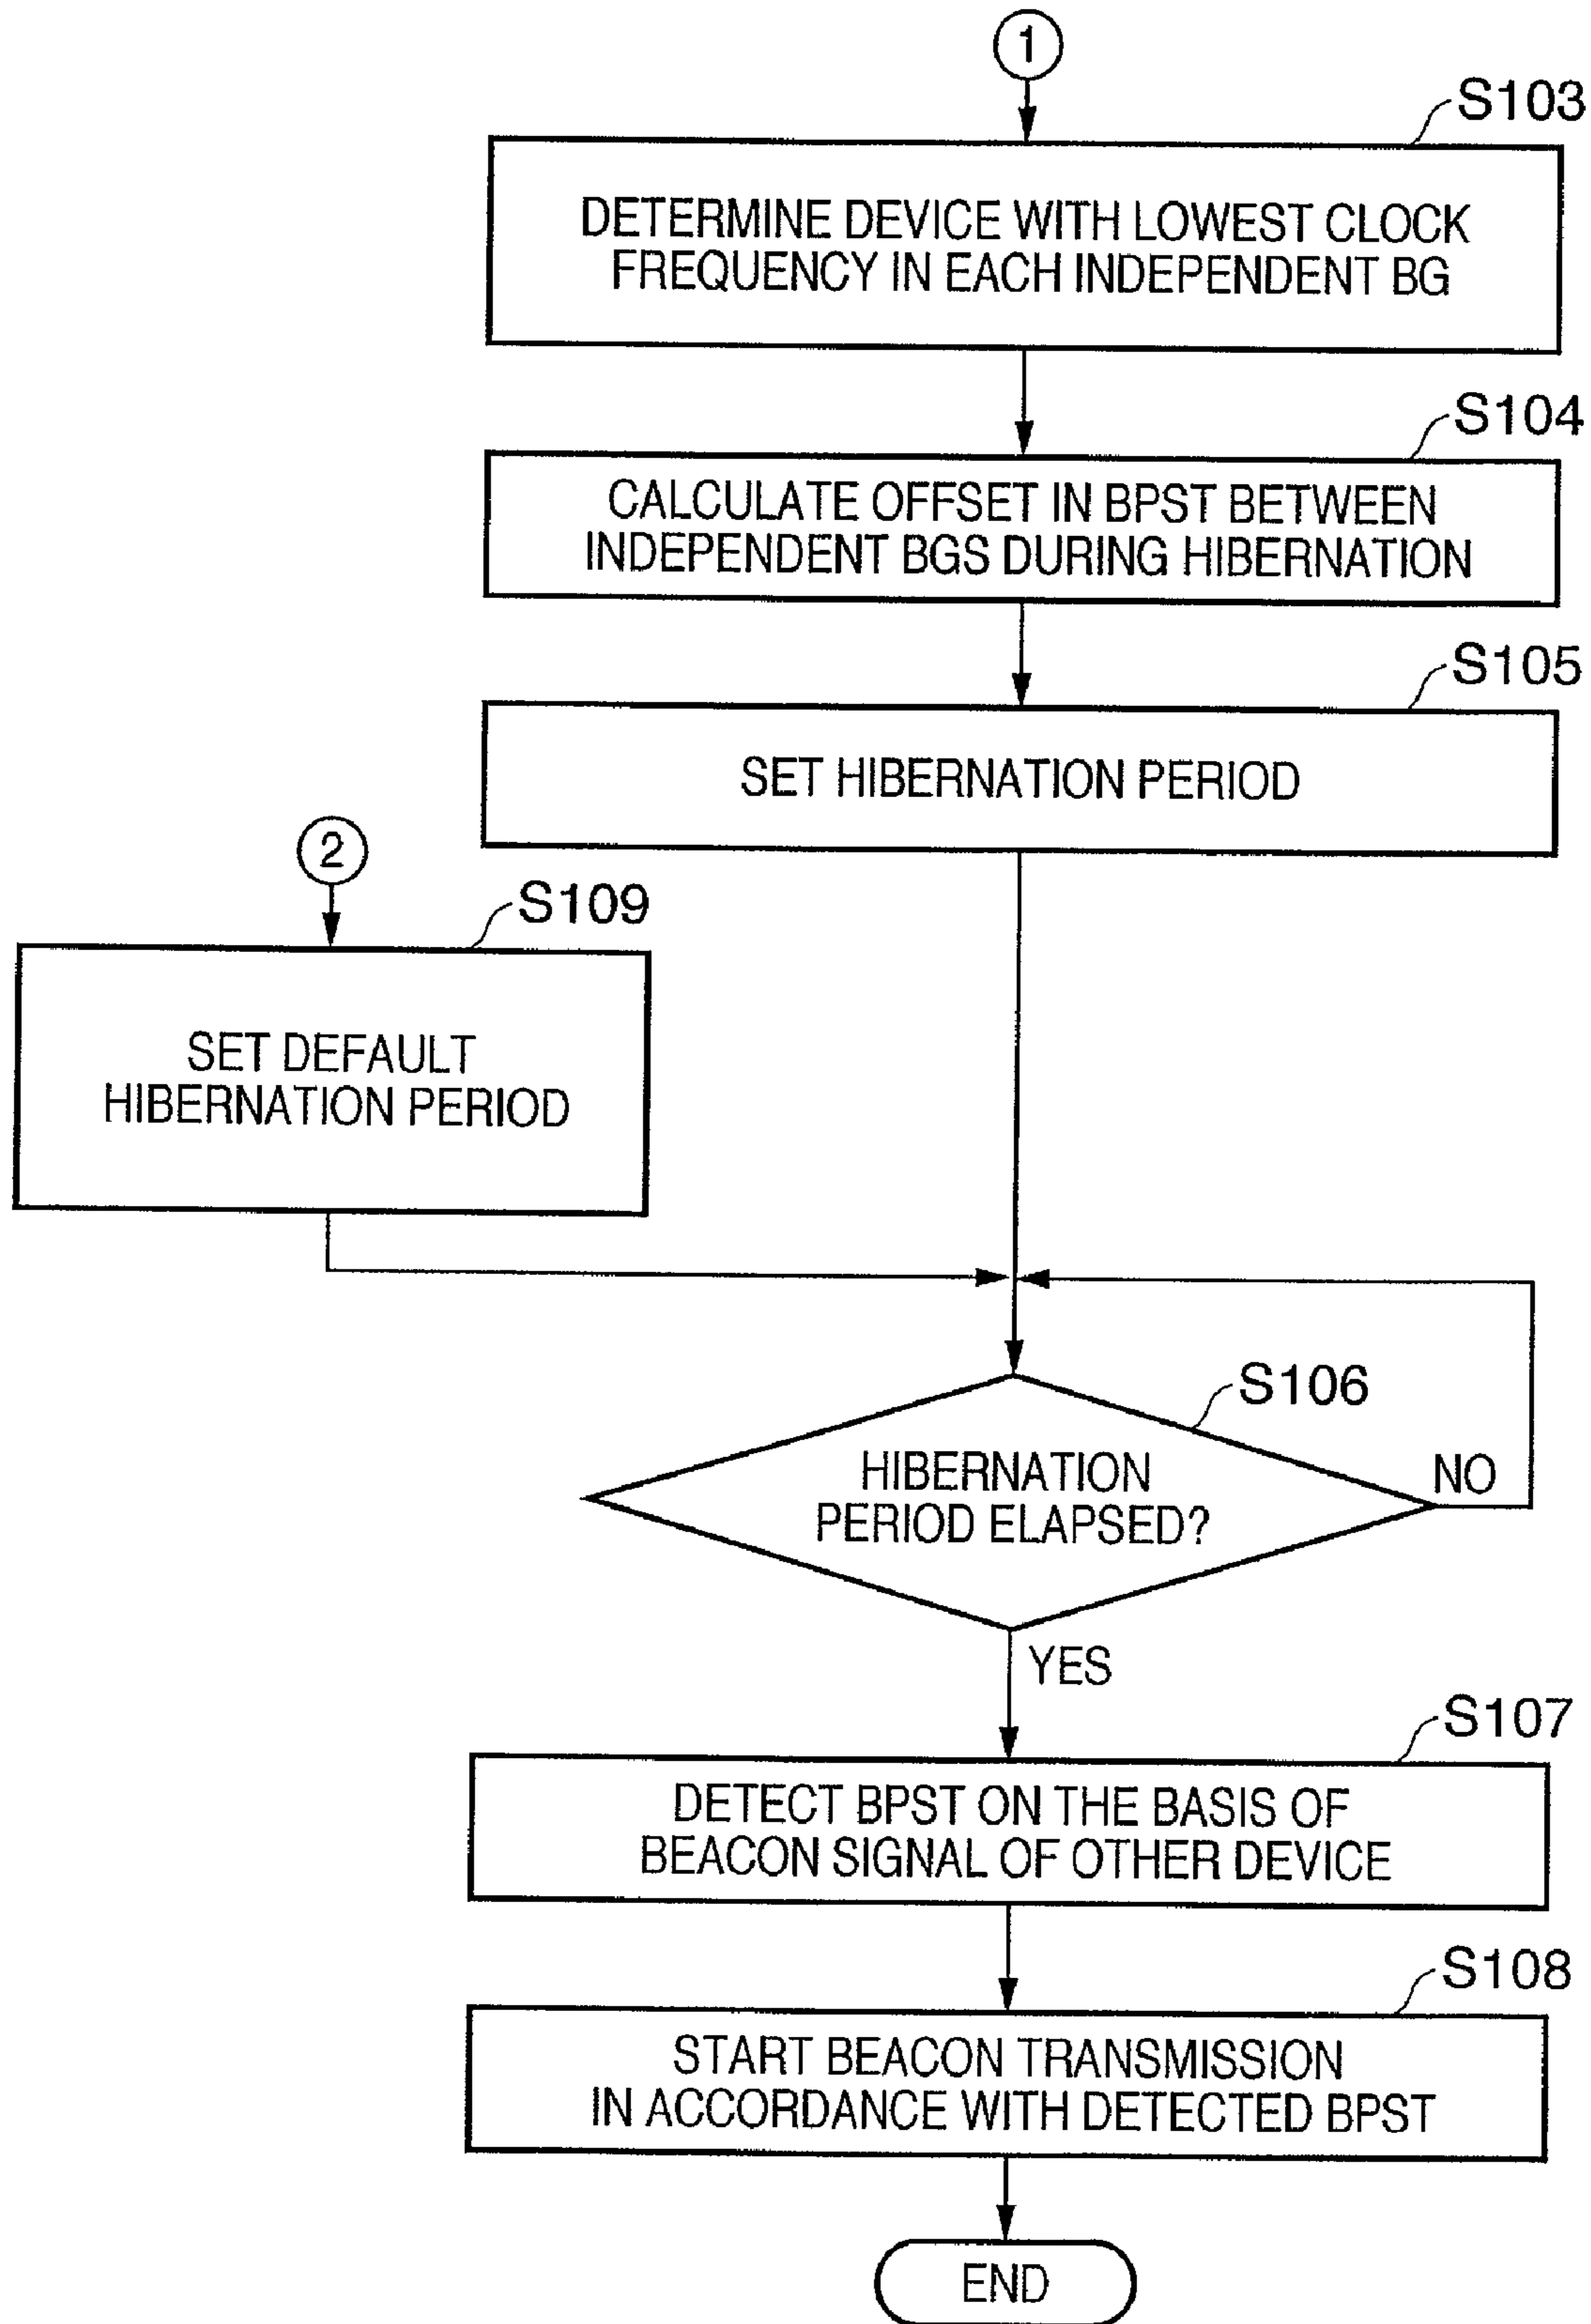 1
S103
DETERMINE DEVICE WITH LOWEST CLOCK
FREQUENCY IN EACH INDEPENDENT BG
S104
CALCULATE OFFSET IN BPST BETWEEN
INDEPENDENT BGS DURING HIBERNATION
S105
SET HIBERNATION PERIOD
2
S109
SET DEFAULT
HIBERNATION PERIOD
S106
HIBERNATION
PERIOD ELAPSED?
NO
YES
S107
DETECT BPST ON THE BASIS OF
BEACON SIGNAL OF OTHER DEVICE
S108
START BEACON TRANSMISSION
IN ACCORDANCE WITH DETECTED BPST
END